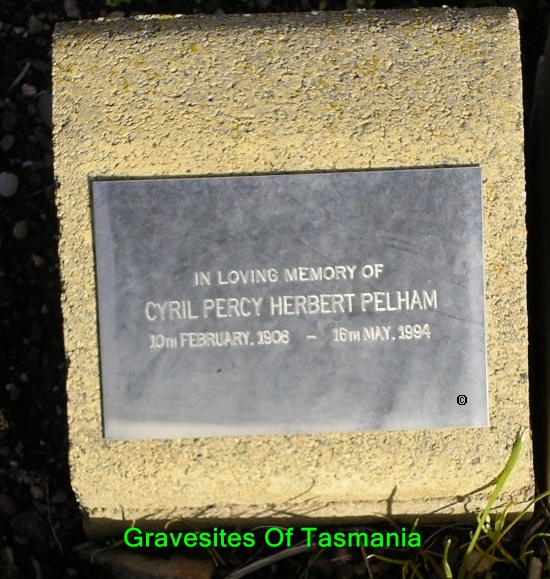 IN LOVING MEMORY OF
CYRIL PERCY HERBERT PELHAM
10TH FEBRUARY, 1906 – 16TH MAY, 1994
©
Gravesites Of Tasmania